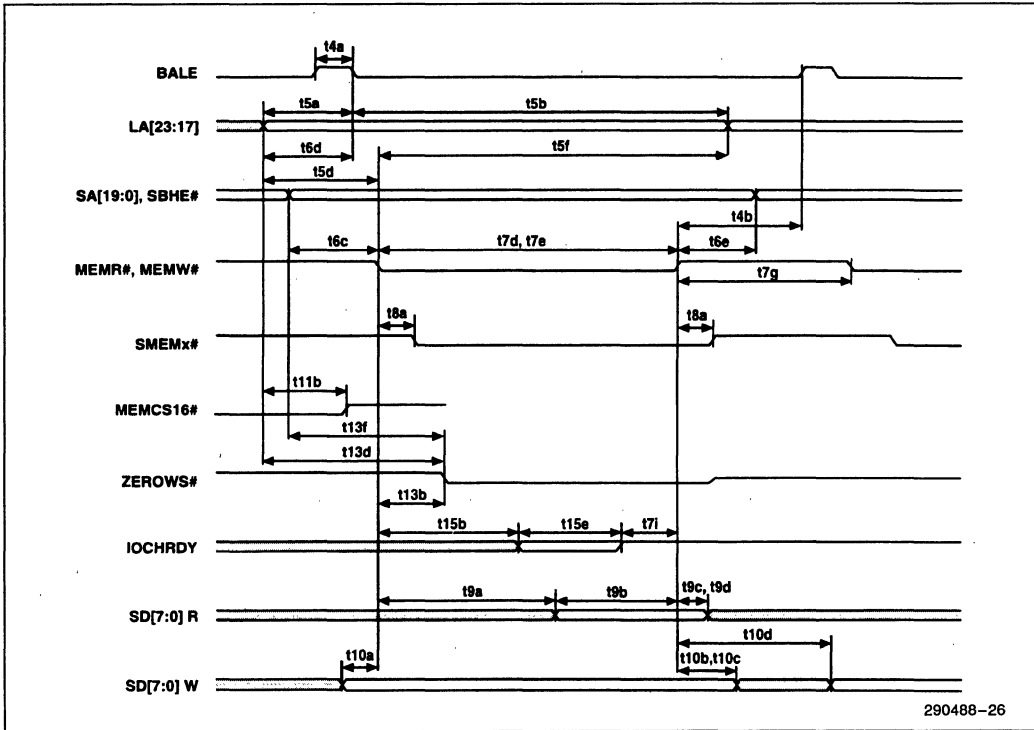 t4a
BALE
t5a
t5b
LA[23:17]
t6d
t5f
t5d
SA[19:0], SBHE#
t4b
t6c
t7d, t7e
t6e
MEMR#, MEMW#
t7g
t8a
t8a
SMEMx#
t11b
MEMCS16#
t13f
t13d
ZEROWS#
t13b
t15b
t15e
t7i
IOCHRDY
t9a
t9b
t9c, t9d
SD[7:0] R
t10d
t10a
t10b,t10c
SD[7:0] W
290488-26